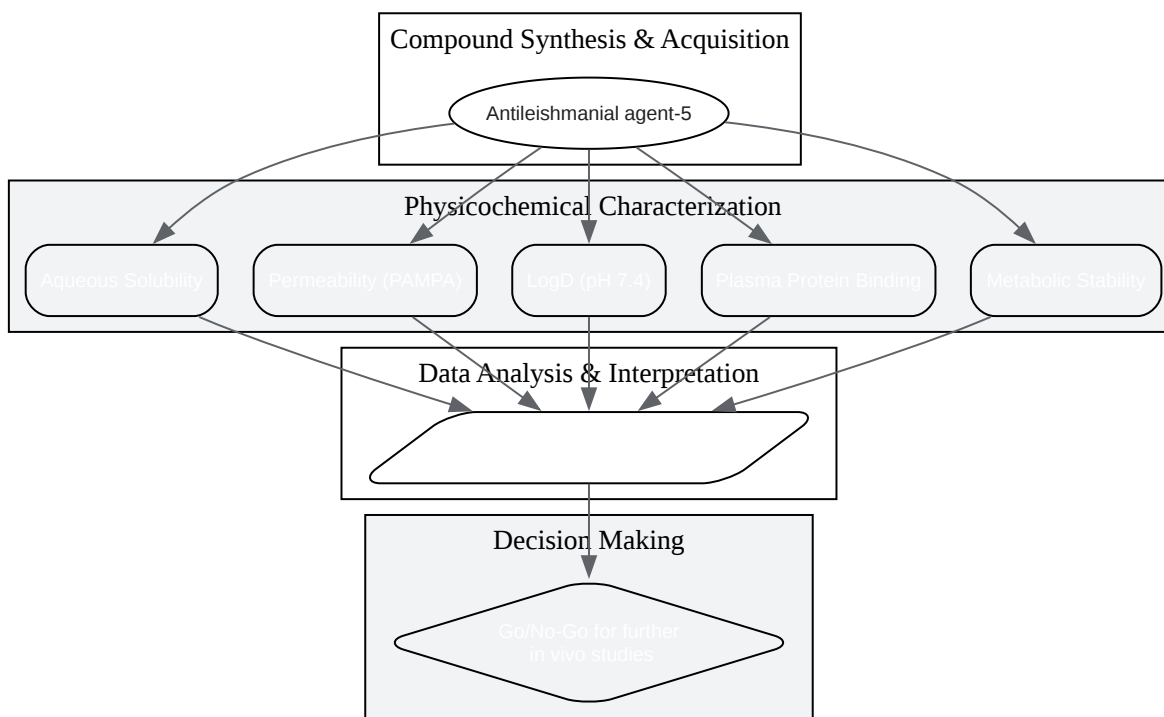 Compound Synthesis & Acquisition
Antileishmanial agent-5
Physicochemical Characterization
Aqueous Solubility
Permeability (PAMPA)
LogD (pH 7.4)
Plasma Protein Binding
Metabolic Stability
Data Analysis & Interpretation
Decision Making
Go/No-Go for further
in vivo studies